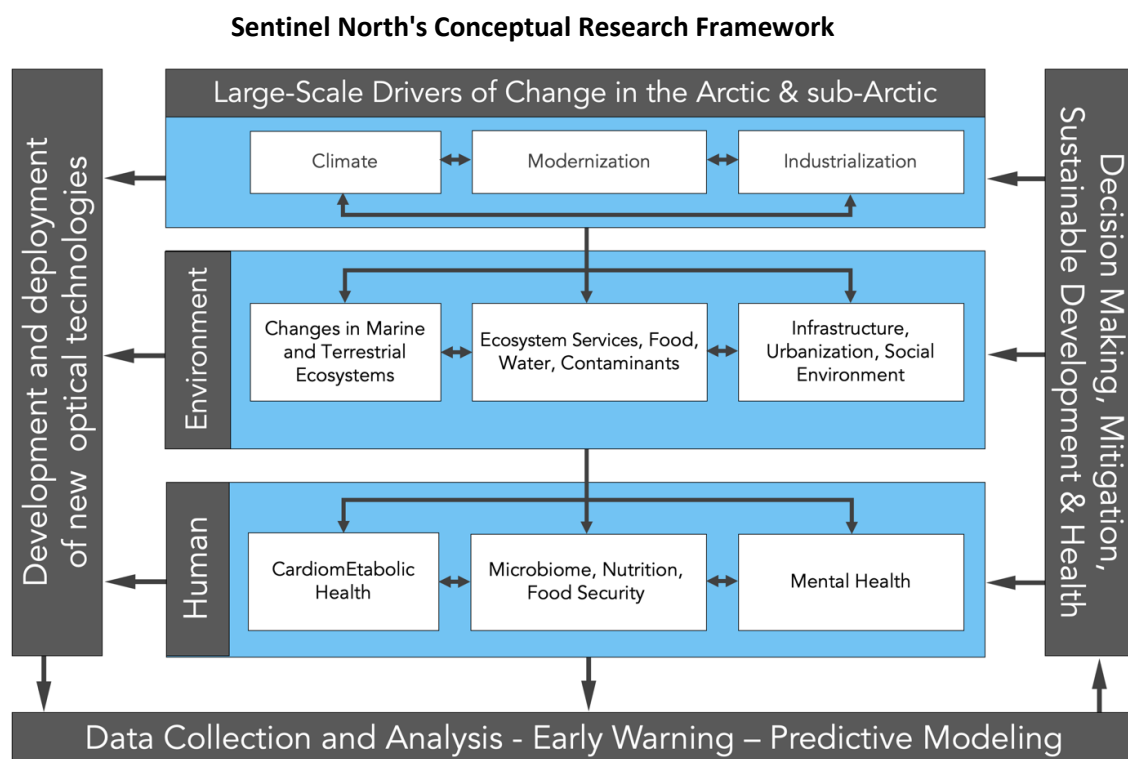 Sentinel North's Conceptual Research Framework
Large-Scale Drivers of Change in the Arctic & sub-Arctic
Climate
Modernization
Industrialization
Development and deployment
of new optical technologies
Environment
Changes in Marine
and Terrestrial
Ecosystems
Ecosystem Services, Food,
Water, Contaminants
Infrastructure,
Urbanization, Social
Environment
Human
CardiomEtabolic
Health
Microbiome, Nutrition,
Food Security
Mental Health
Decision Making, Mitigation,
Sustainable Development & Health
Data Collection and Analysis - Early Warning – Predictive Modeling